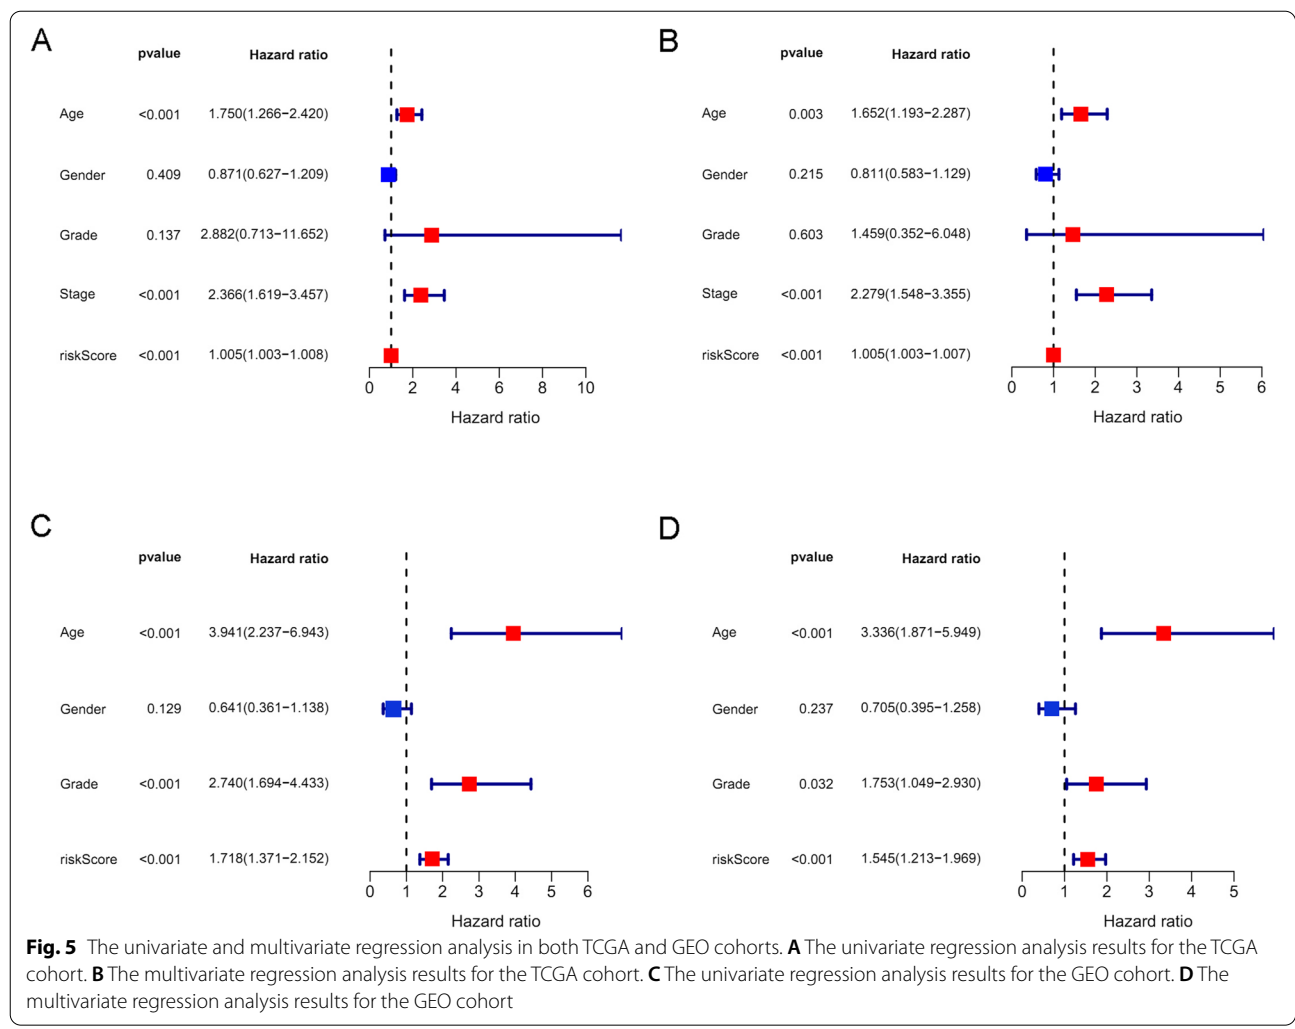 A
pvalue Hazard ratio
Age <0.001 1.750(1.266−2.420)
Gender 0.409 0.871(0.627−1.209)
Grade 0.137 2.882(0.713−11.652)
Stage <0.001 2.366(1.619−3.457)
riskScore <0.001 1.005(1.003−1.008)
0 2 4 6 8 10
Hazard ratio
B
pvalue Hazard ratio
Age 0.003 1.652(1.193−2.287)
Gender 0.215 0.811(0.583−1.129)
Grade 0.603 1.459(0.352−6.048)
Stage <0.001 2.279(1.548−3.355)
riskScore <0.001 1.005(1.003−1.007)
0 1 2 3 4 5 6
Hazard ratio
C
pvalue Hazard ratio
Age <0.001 3.941(2.237−6.943)
Gender 0.129 0.641(0.361−1.138)
Grade <0.001 2.740(1.694−4.433)
riskScore <0.001 1.718(1.371−2.152)
0 1 2 3 4 5 6
Hazard ratio
D
pvalue Hazard ratio
Age <0.001 3.336(1.871−5.949)
Gender 0.237 0.705(0.395−1.258)
Grade 0.032 1.753(1.049−2.930)
riskScore <0.001 1.545(1.213−1.969)
0 1 2 3 4 5
Hazard ratio
Fig. 5 The univariate and multivariate regression analysis in both TCGA and GEO cohorts. A The univariate regression analysis results for the TCGA
cohort. B The multivariate regression analysis results for the TCGA cohort. C The univariate regression analysis results for the GEO cohort. D The
multivariate regression analysis results for the GEO cohort